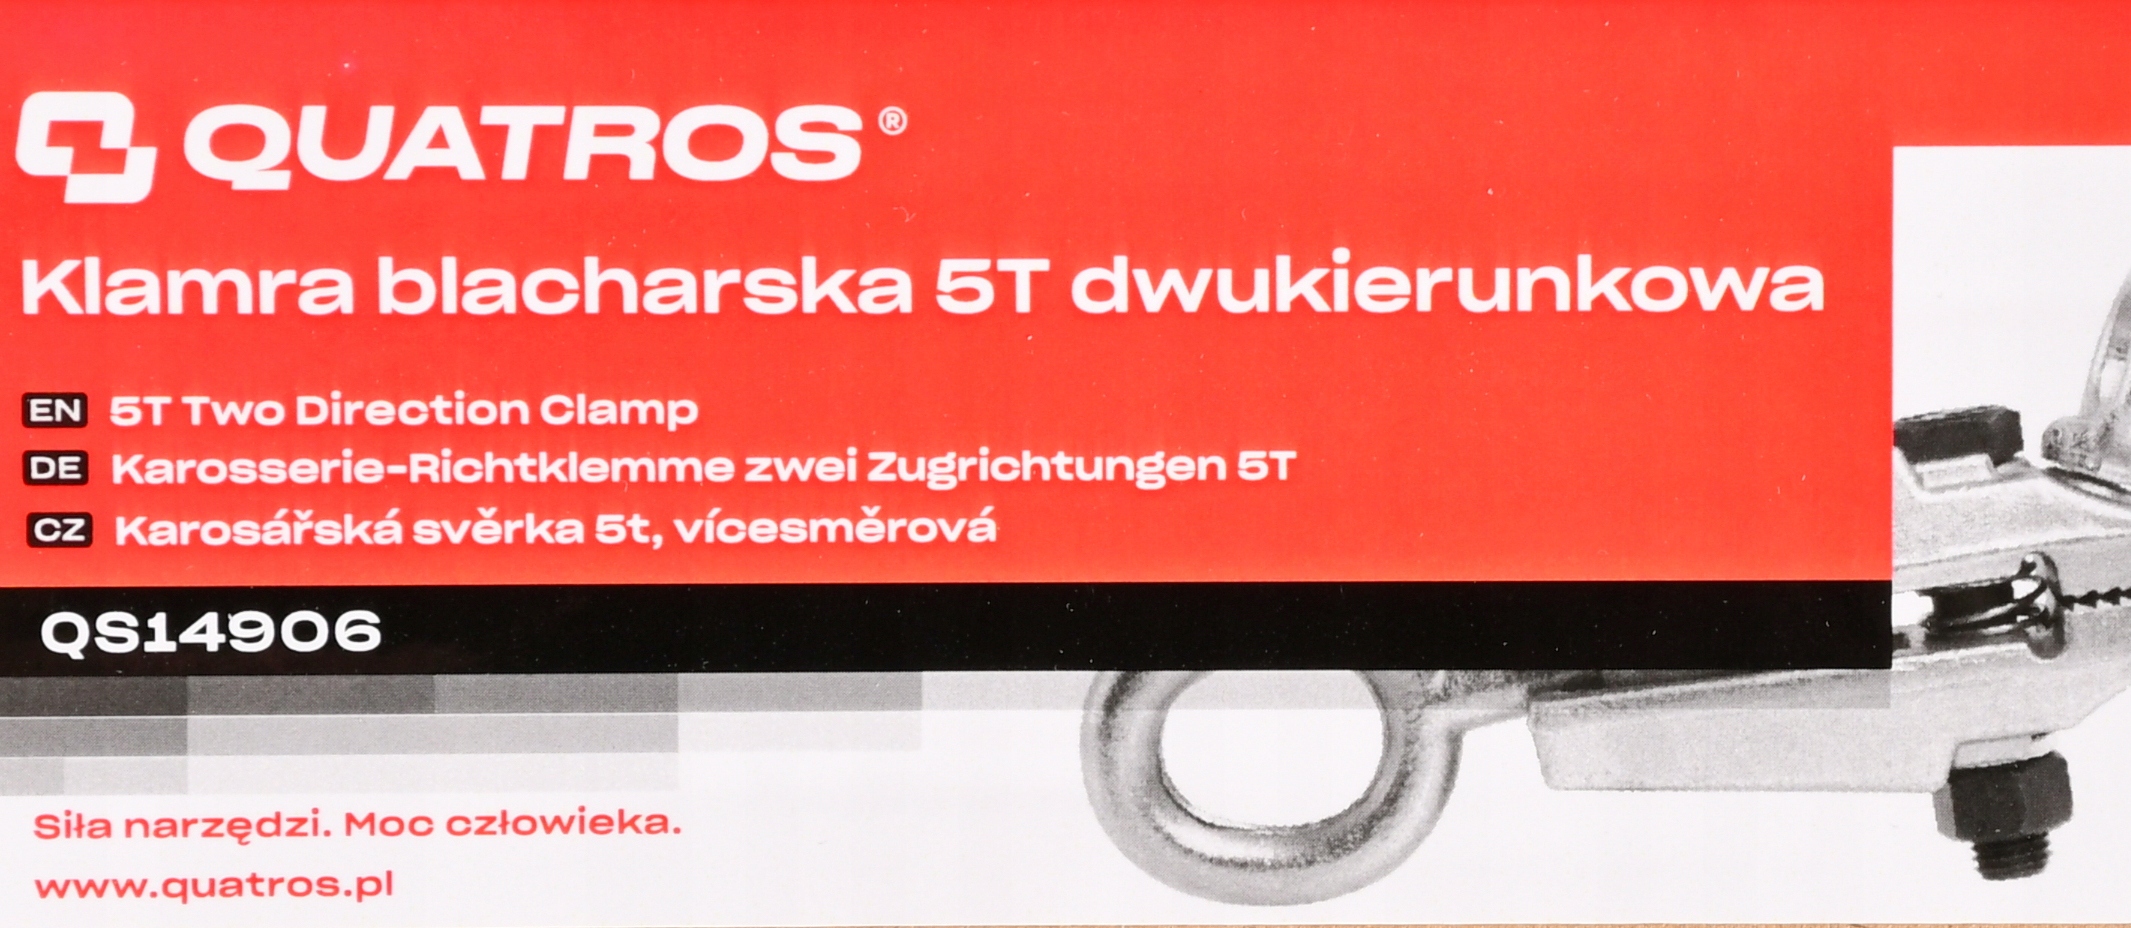 QUATROS®
Klamra blacharska 5T dwukierunkowa
EN 5T Two Direction Clamp
DE Karosserie-Richtklemme zwei Zugrichtungen 5T
CZ Karosářská svěrka 5t, vícesměrová
QS14906
Siła narzędzi. Moc człowieka.
www.quatros.pl